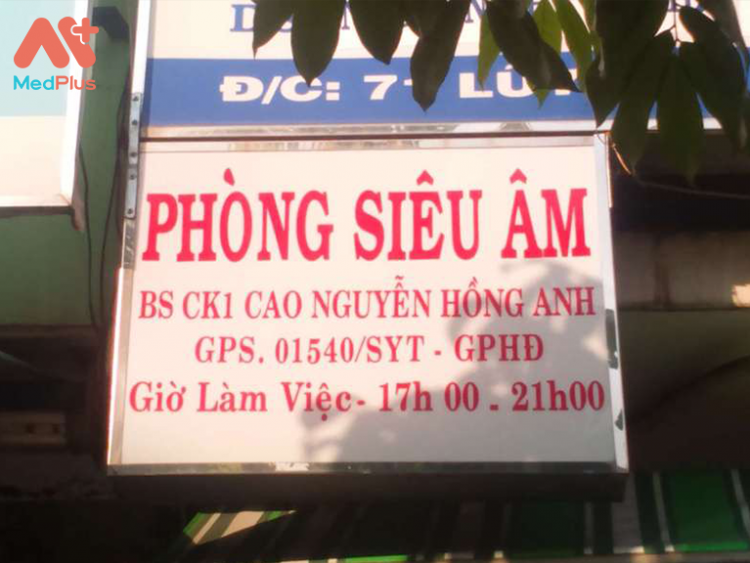 MedPlus
Đ/C: 71
PHÒNG SIÊU ÂM
BS CK1 CAO NGUYỄN HỒNG ANH
GPS. 01540/SYT - GPHĐ
Giờ Làm Việc - 17h 00 - 21h00